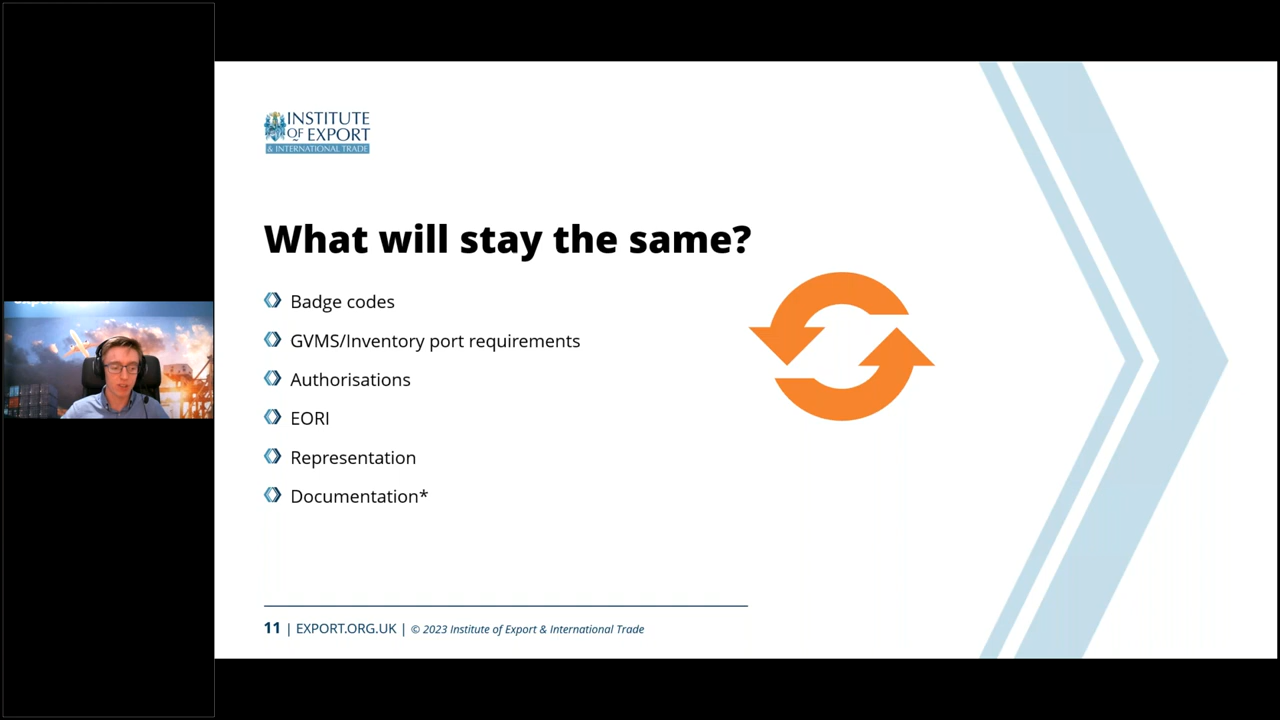 INSTITUTE
OF EXPORT
& INTERNATIONAL TRADE
What will stay the same?
Badge codes
GVMS/Inventory port requirements
Authorisations
EORI
Representation
Documentation*
11 | EXPORT.ORG.UK | © 2023 Institute of Export & International Trade